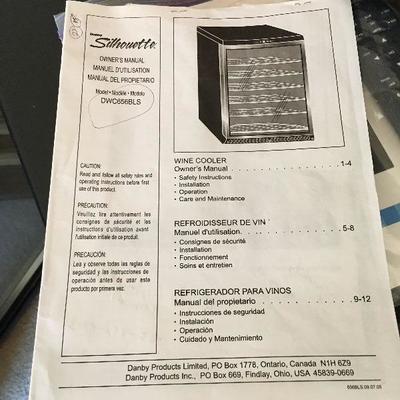 Danby
Silhouette
OWNER'S MANUAL
MANUEL D'UTILISATION
MANUAL DEL PROPIETARIO
Model • Modèle • Modelo
DWC656BLS
CAUTION:
Read and follow all safety rules and
operating instructions before first
use of this product.
PRÉCAUTION:
Veuillez lire attentivement les
consignes de sécurité et les
instructions d'utilisation avant
l'utilisation initiale de ce produit.
PRECAUCIÓN:
Lea y observe todas las reglas de
seguridad y las instrucciones de
operación antes de usar este
producto por primera vez.
WINE COOLER
Owner's Manual . . . . . . . . . . . . . . . 1-4
• Safety Instructions
• Installation
• Operation
• Care and Maintenance
REFROIDISSEUR DE VIN
Manuel d'utilisation. . . . . . . . . . . . . 5-8
• Consignes de sécurité
• Installation
• Fonctionnement
• Soins et entretien
REFRIGERADOR PARA VINOS
Manual del propietario . . . . . . . . . . . 9-12
• Instrucciones de seguridad
• Instalación
• Operación
• Cuidado y Mantenimiento
Danby Products Limited, PO Box 1778, Ontario, Canada N1H 6Z9
Danby Products Inc., PO Box 669, Findlay, Ohio, USA 45839-0669